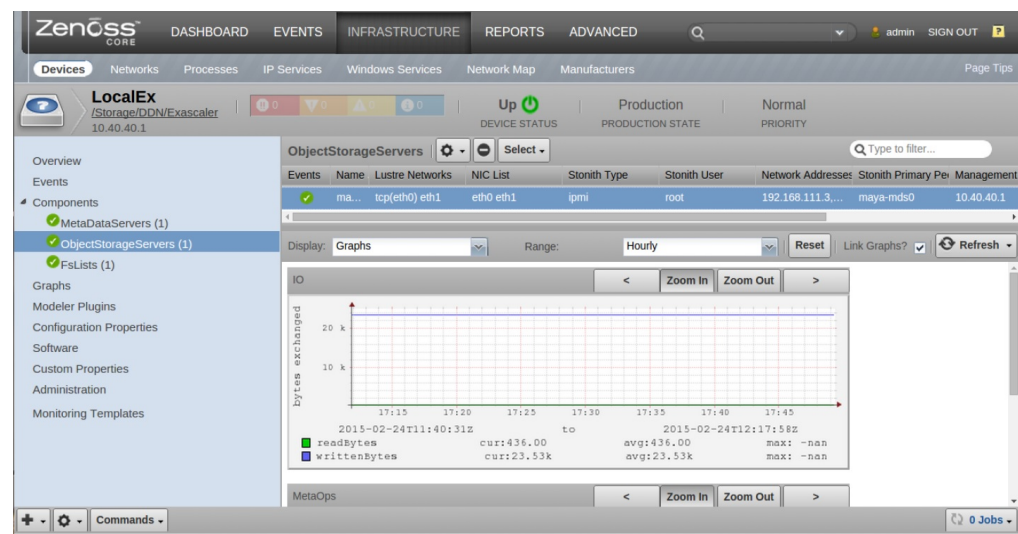 Zenoss CORE DASHBOARD EVENTS INFRASTRUCTURE REPORTS ADVANCED admin SIGN OUT ?
Devices Networks Processes IP Services Windows Services Network Map Manufacturers Page Tips
LocalEx
/Storage/DDN/Exascaler
10.40.40.1
0 0 0 0
Up
DEVICE STATUS
Production
PRODUCTION STATE
Normal
PRIORITY
Overview
Events
Components
MetaDataServers (1)
ObjectStorageServers (1)
FsLists (1)
Graphs
Modeler Plugins
Configuration Properties
Software
Custom Properties
Administration
Monitoring Templates
ObjectStorageServers Select Type to filter...
Events Name Lustre Networks NIC List Stonith Type Stonith User Network Addresses Stonith Primary Pe Management
ma... tcp(eth0) eth1 eth0 eth1 ipmi root 192.168.111.3,... maya-mds0 10.40.40.1
Display: Graphs Range: Hourly Reset Link Graphs? Refresh
IO < Zoom In Zoom Out >
bytes exchanged
20 k
10 k
17:15 17:20 17:25 17:30 17:35 17:40 17:45
2015-02-24T11:40:31Z to 2015-02-24T12:17:58Z
readBytes cur:436.00 avg:436.00 max: -nan
writtenBytes cur:23.53k avg:23.53k max: -nan
MetaOps < Zoom In Zoom Out >
Commands 0 Jobs